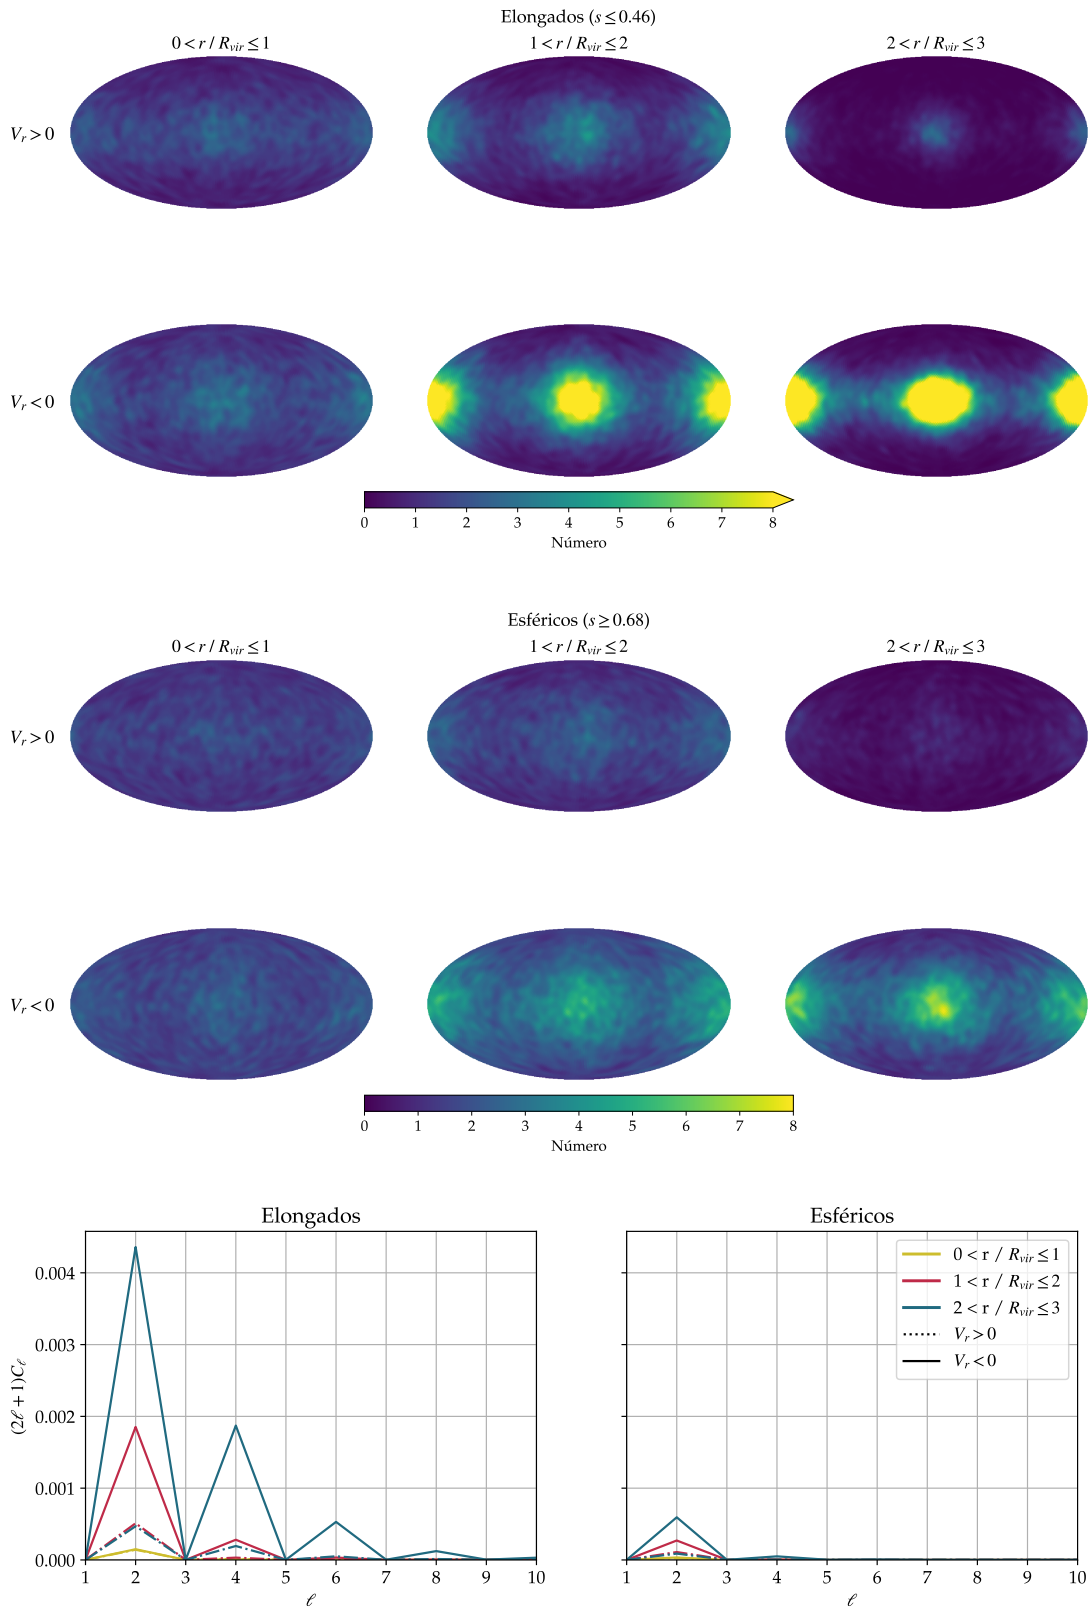 Elongados (s ≤ 0.46)
0 < r / R_vir ≤ 1
1 < r / R_vir ≤ 2
2 < r / R_vir ≤ 3
V_r > 0
V_r < 0
0 1 2 3 4 5 6 7 8
Número
Esféricos (s ≥ 0.68)
0 < r / R_vir ≤ 1
1 < r / R_vir ≤ 2
2 < r / R_vir ≤ 3
V_r > 0
V_r < 0
0 1 2 3 4 5 6 7 8
Número
Elongados
(2ℓ + 1)C_ℓ
0.004
0.003
0.002
0.001
0.000
1 2 3 4 5 6 7 8 9 10
ℓ
Esféricos
0 < r / R_vir ≤ 1
1 < r / R_vir ≤ 2
2 < r / R_vir ≤ 3
V_r > 0
V_r < 0
1 2 3 4 5 6 7 8 9 10
ℓ